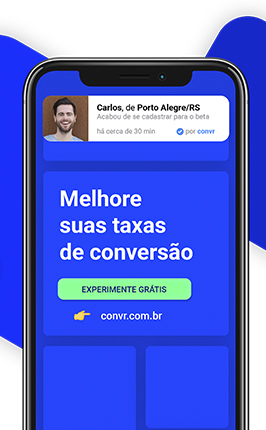 Carlos, de Porto Alegre/RS
Acabou de se cadastrar para o beta
há cerca de 30 min por convr
Melhore
suas taxas
de conversão
EXPERIMENTE GRÁTIS
convr.com.br